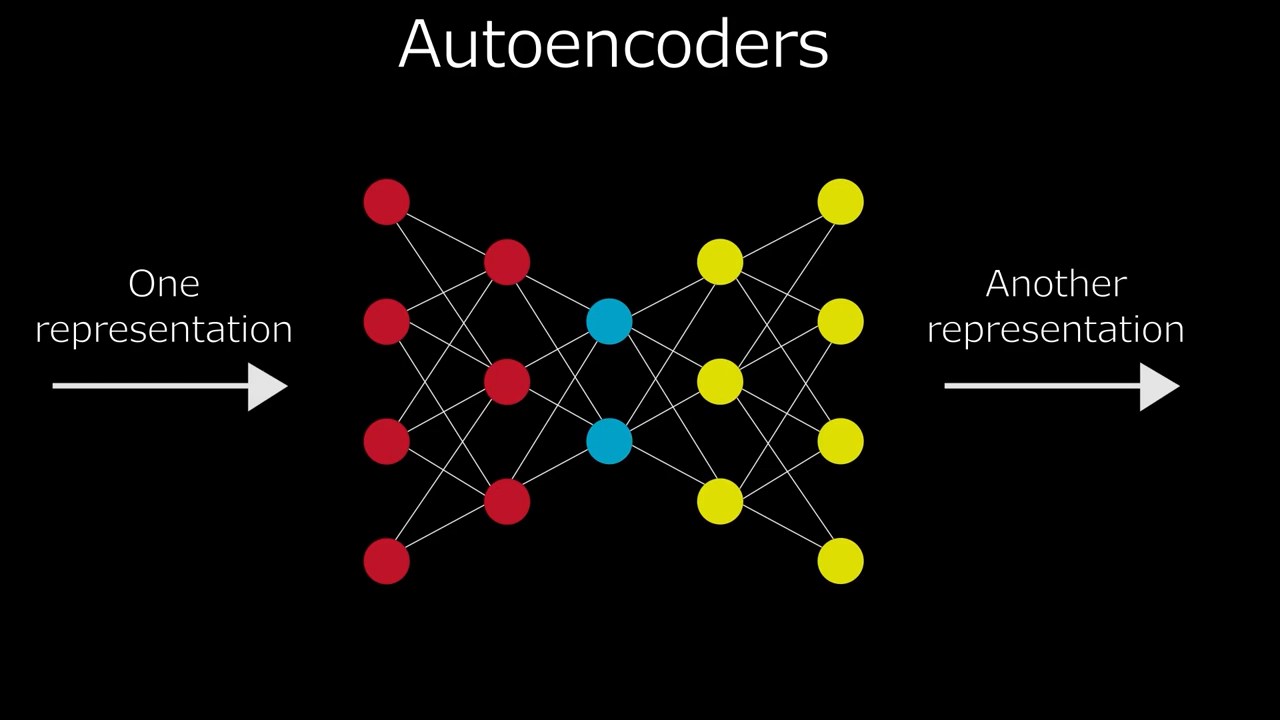 Autoencoders
One
representation
Another
representation